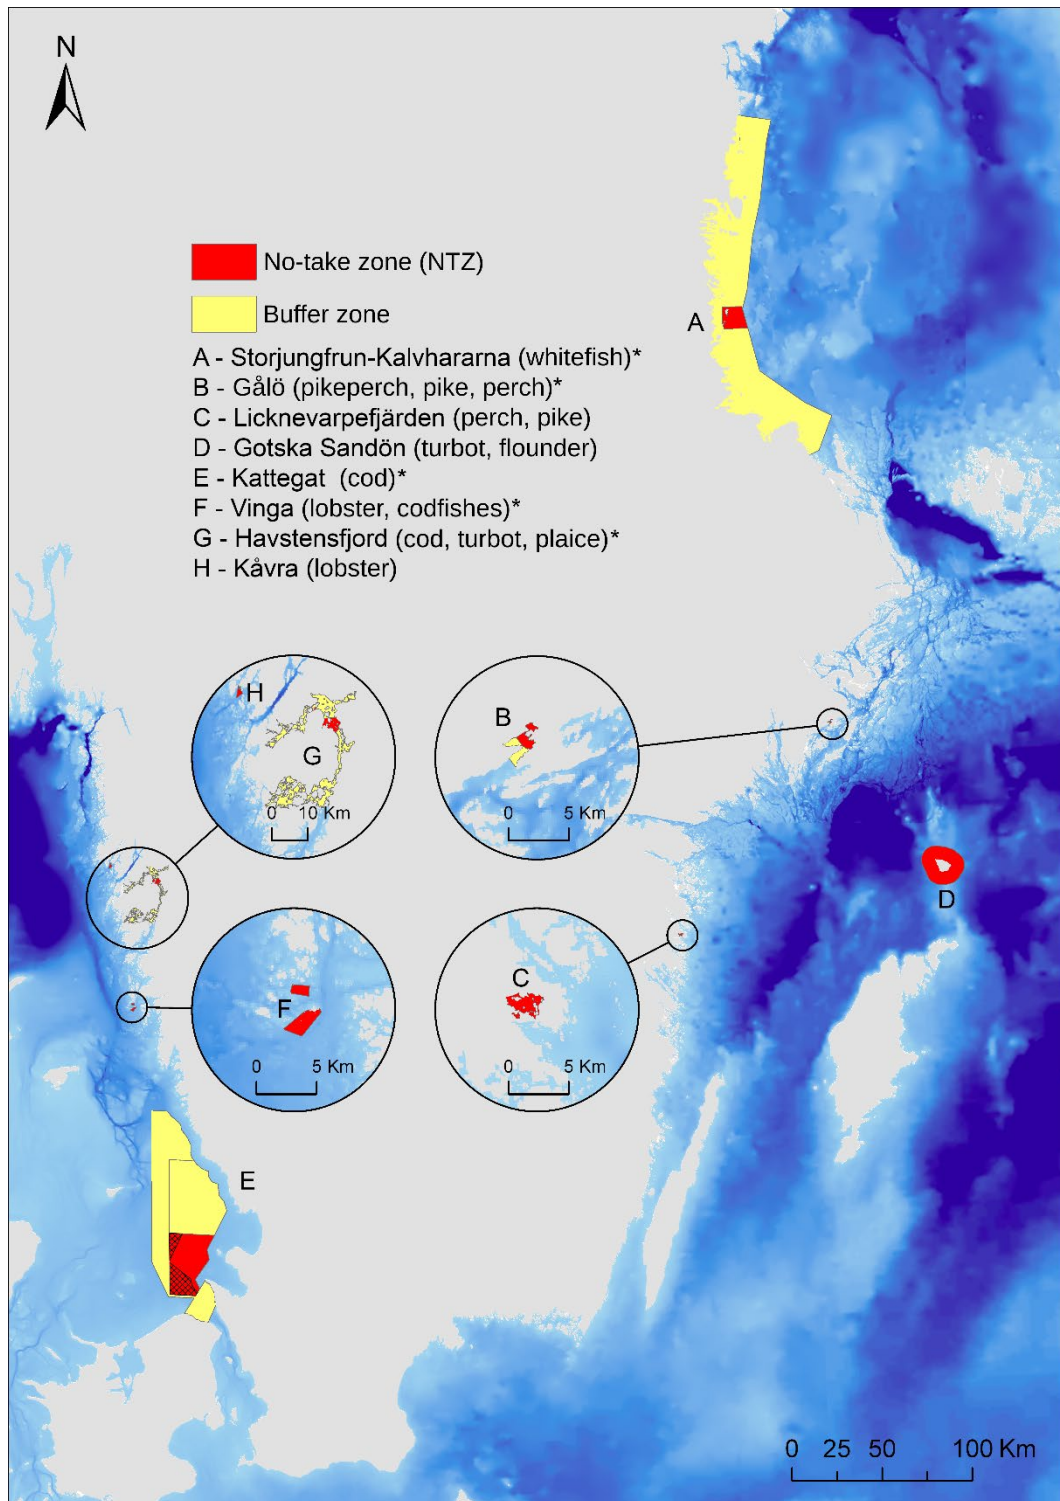 N
No-take zone (NTZ)
Buffer zone
A - Storjungfrun-Kalvhararna (whitefish)*
B - Gålö (pikeperch, pike, perch)*
C - Licknevarpefjärden (perch, pike)
D - Gotska Sandön (turbot, flounder)
E - Kattegat (cod)*
F - Vinga (lobster, codfishes)*
G - Havstensfjord (cod, turbot, plaice)*
H - Kåvra (lobster)
A
H
G
0 10 Km
B
0 5 Km
D
F
0 5 Km
C
0 5 Km
E
0 25 50 100 Km